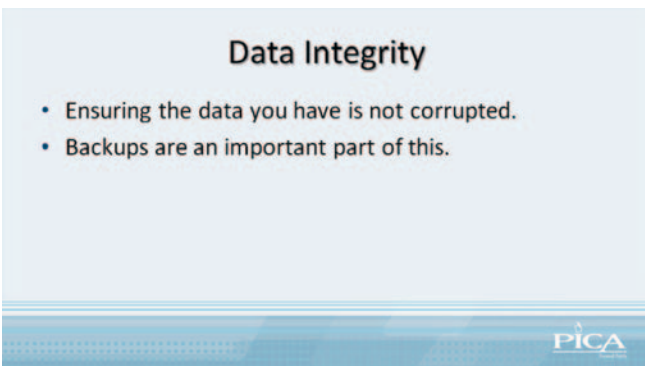 Data Integrity
• Ensuring the data you have is not corrupted.
• Backups are an important part of this.
PICA